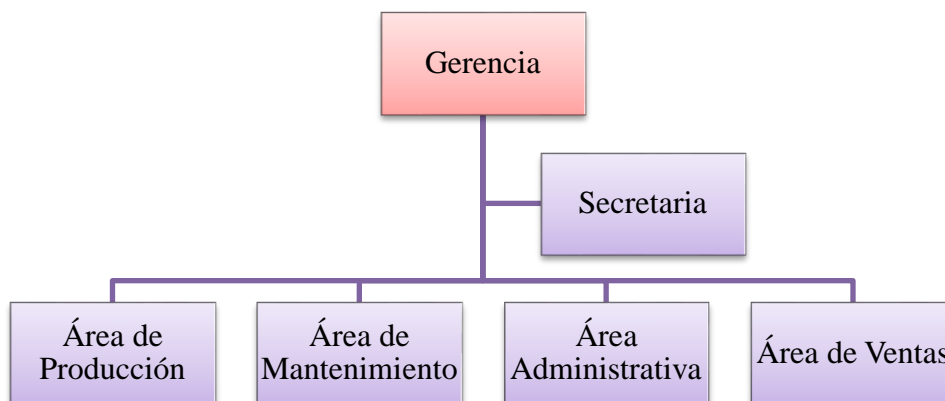 Gerencia
Secretaria
Área de
Producción
Área de
Mantenimiento
Área
Administrativa
Área de Ventas